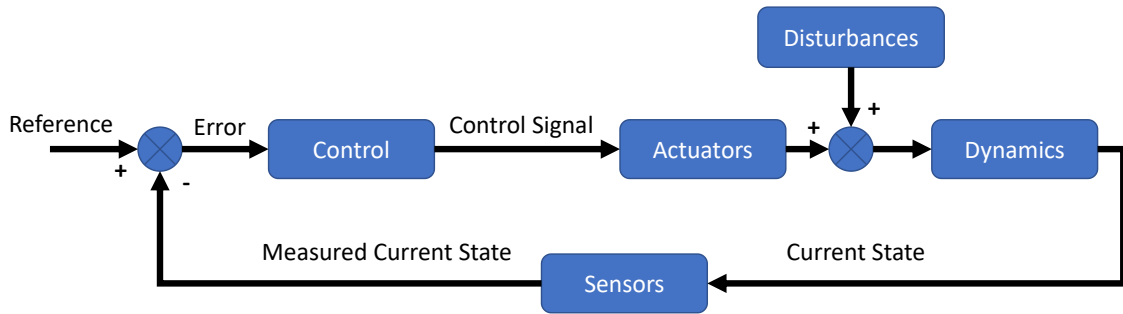 Disturbances
Reference
Error
Control
Control Signal
Actuators
Dynamics
+
-
+
+
Measured Current State
Sensors
Current State